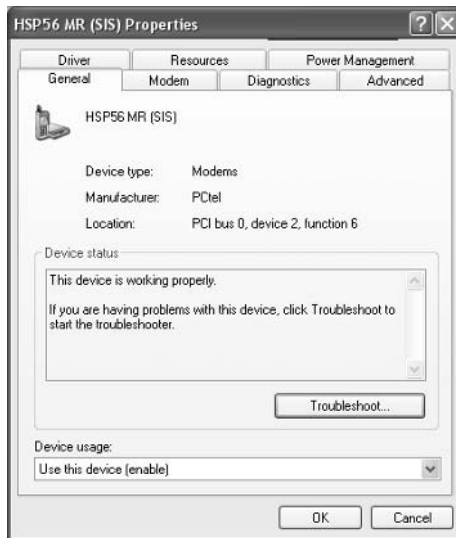 HSP56 MR (SIS) Properties
Driver Resources Power Management
General Modem Diagnostics Advanced
HSP56 MR (SIS)
Device type: Modems
Manufacturer: PCtel
Location: PCI bus 0, device 2, function 6
Device status
This device is working properly.
If you are having problems with this device, click Troubleshoot to
start the troubleshooter.
Troubleshoot...
Device usage:
Use this device (enable)
OK Cancel